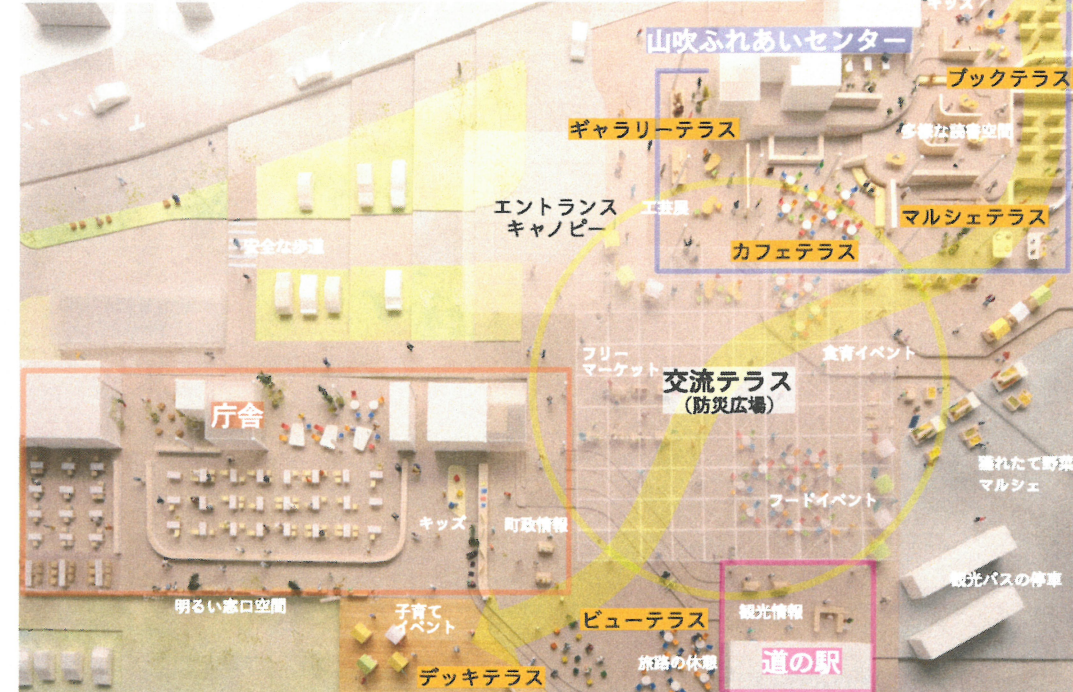 キッズ
山吹ふれあいセンター
ブックテラス
ギャラリーテラス
多様な読書空間
エントランス
キャノピー
工芸展
マルシェテラス
カフェテラス
安全な歩道
フリー
マーケット
食育イベント
交流テラス
(防災広場)
庁舎
穫れたて野菜
マルシェ
フードイベント
キッズ
町政情報
観光バスの停車
明るい窓口空間
子育て
イベント
ビューテラス
観光情報
旅路の休憩
道の駅
デッキテラス